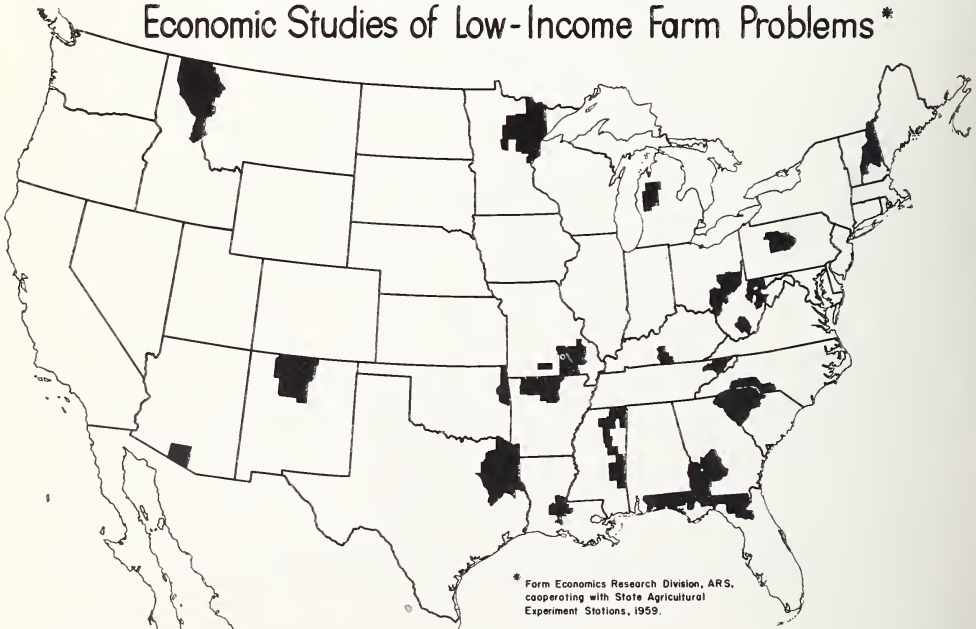 Economic Studies of Low-Income Farm Problems*
* Farm Economics Research Division, ARS,
cooperating with State Agricultural
Experiment Stations, 1959.